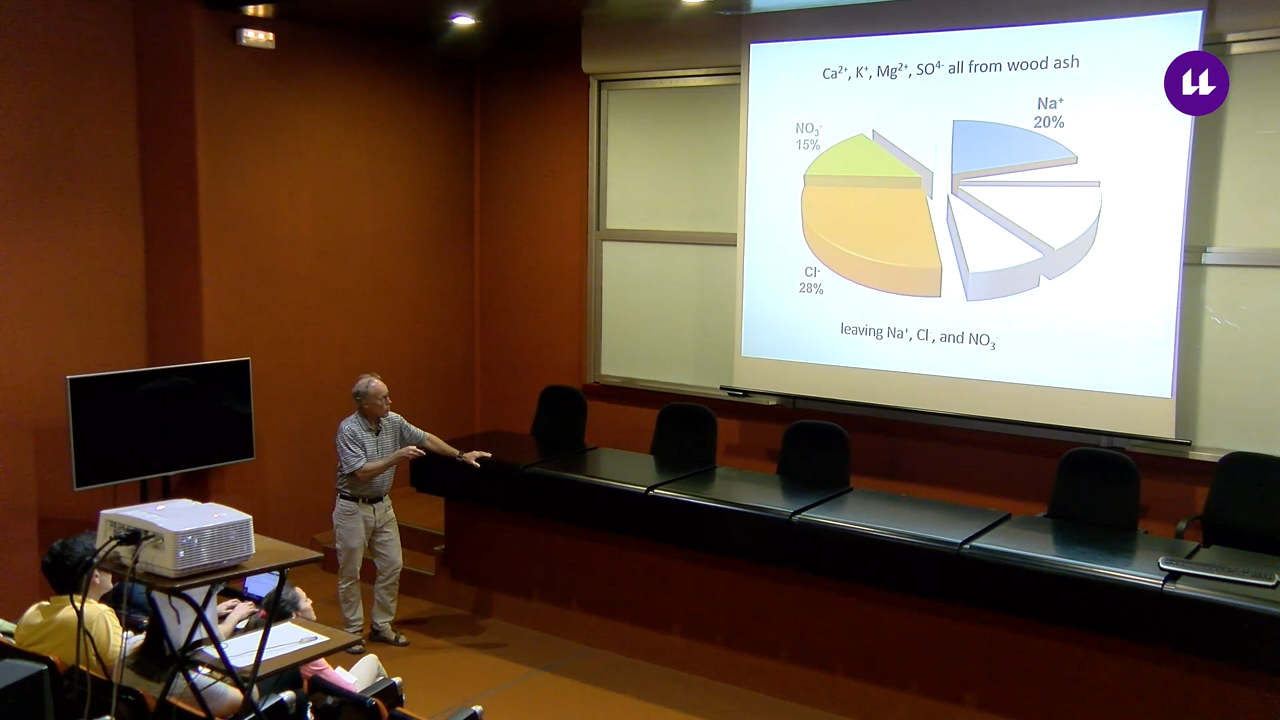 Ca²⁺, K⁺, Mg²⁺, SO⁴⁻ all from wood ash
Na⁺
20%
NO₃⁻
15%
Cl⁻
28%
leaving Na⁺, Cl⁻, and NO₃⁻